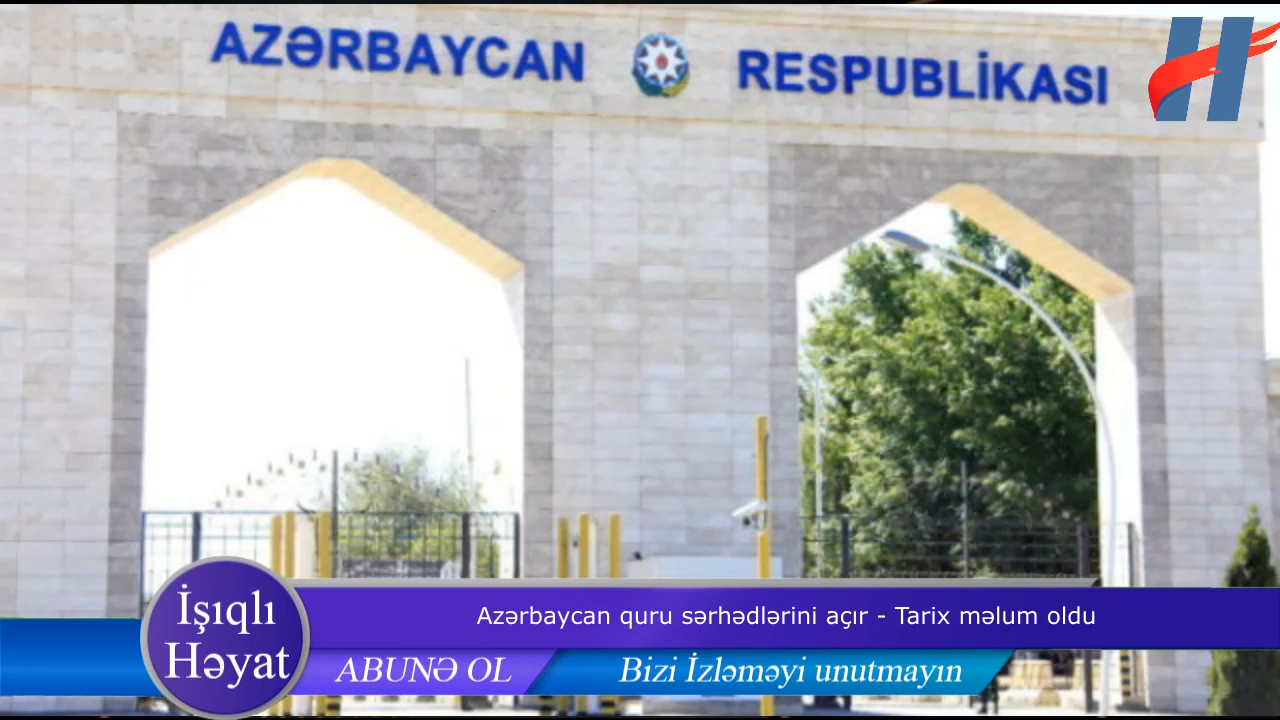 AZƏRBAYCAN RESPUBLİKASI
H
Azərbaycan quru sərhədlərini açır - Tarix məlum oldu
İşıqlı
Həyat
ABUNƏ OL
Bizi İzləməyi unutmayın